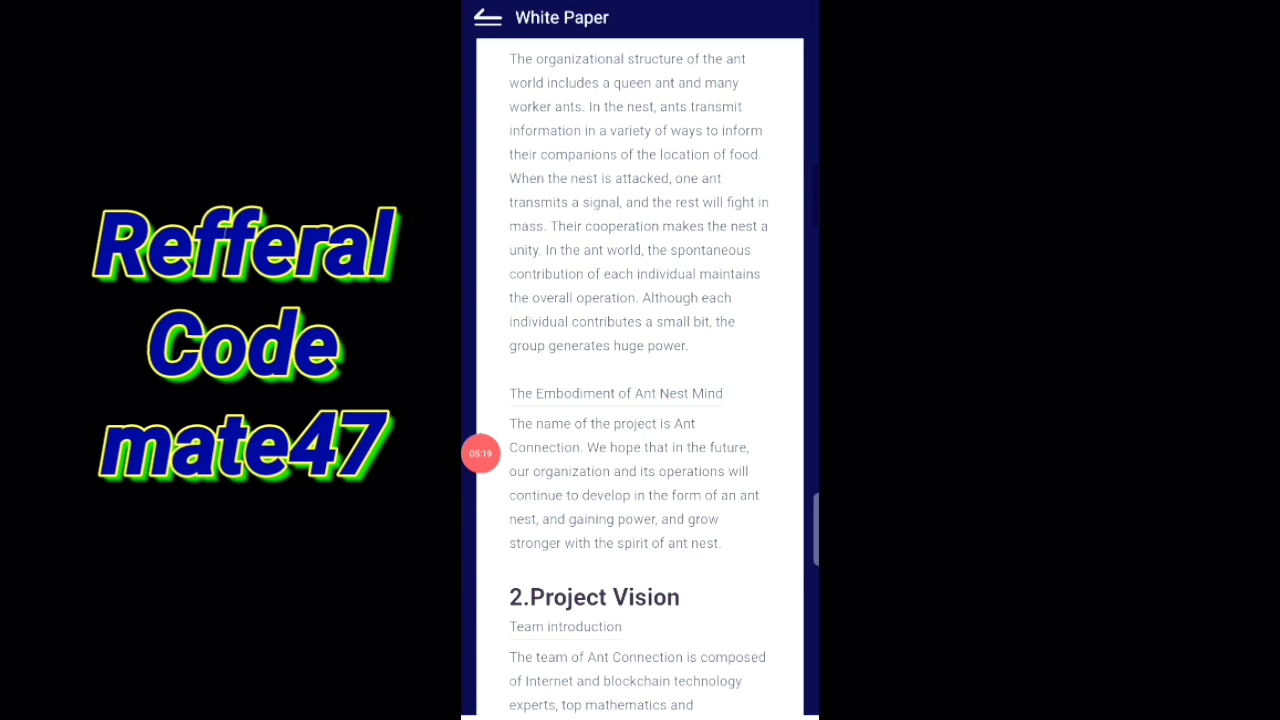 White Paper
The organizational structure of the ant
world includes a queen ant and many
worker ants. In the nest, ants transmit
information in a variety of ways to inform
their companions of the location of food.
When the nest is attacked, one ant
transmits a signal, and the rest will fight in
mass. Their cooperation makes the nest a
unity. In the ant world, the spontaneous
contribution of each individual maintains
the overall operation. Although each
individual contributes a small bit, the
group generates huge power.
The Embodiment of Ant Nest Mind
The name of the project is Ant
Connection. We hope that in the future,
our organization and its operations will
continue to develop in the form of an ant
nest, and gaining power, and grow
stronger with the spirit of ant nest.
2.Project Vision
Team introduction
The team of Ant Connection is composed
of Internet and blockchain technology
experts, top mathematics and
05:19
Refferal
Code
mate47